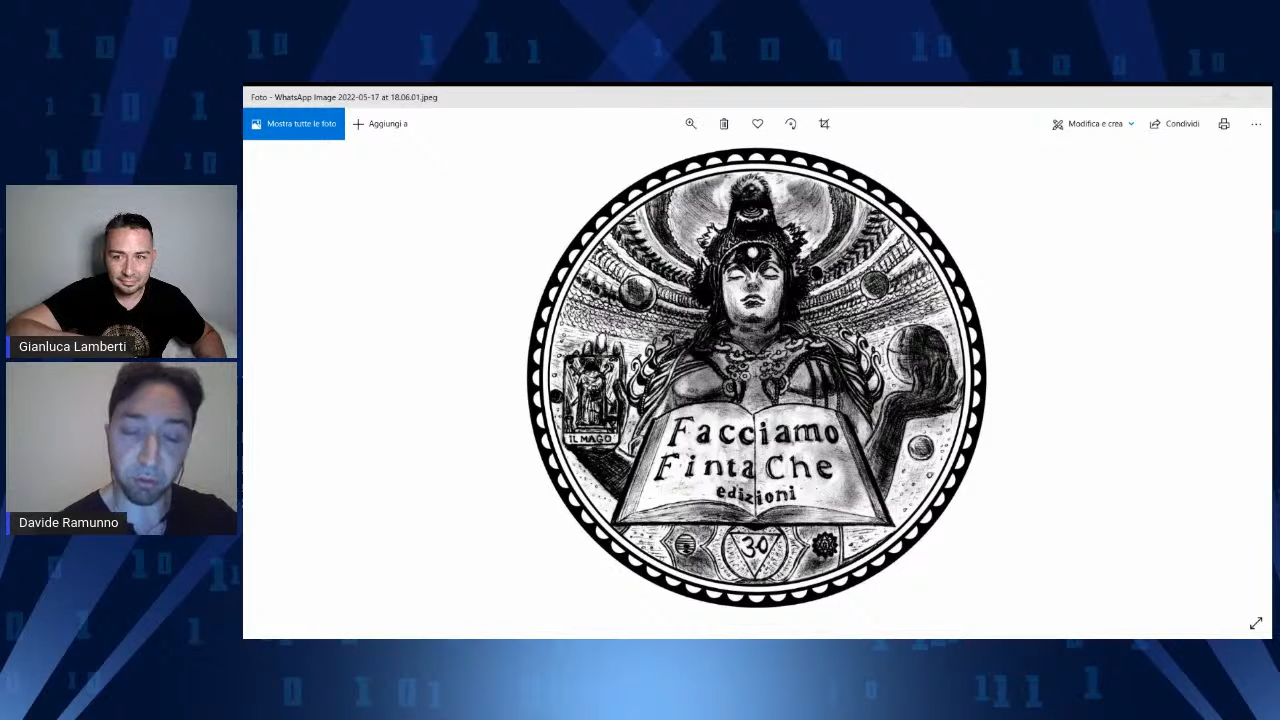 Foto - WhatsApp Image 2022-05-17 at 18.06.01.jpeg
Mostra tutte le foto
Aggiungi a
Modifica e crea
Condividi
Gianluca Lamberti
Davide Ramunno
IL MAGO
Facciamo
Finta Che
edizioni
30